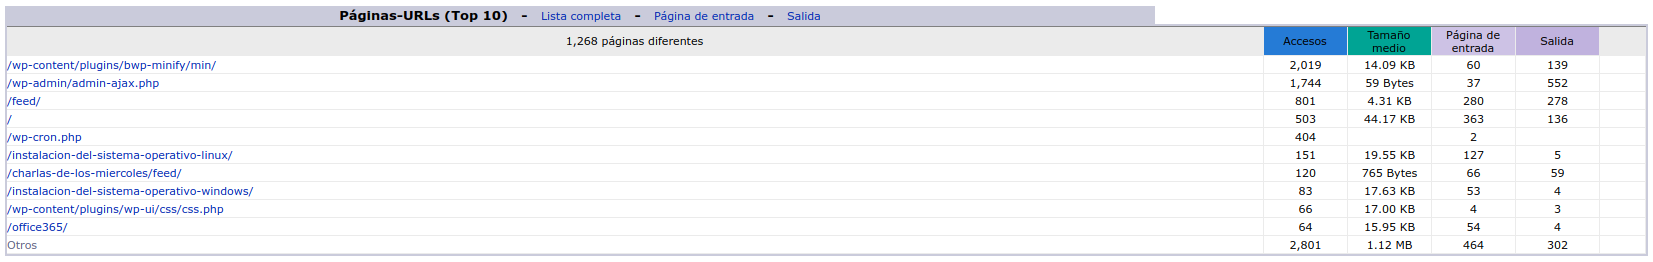 Páginas-URLs (Top 10) - Lista completa - Página de entrada - Salida
1,268 páginas diferentes Accesos Tamaño medio Página de entrada Salida
/wp-content/plugins/bwp-minify/min/ 2,019 14.09 KB 60 139
/wp-admin/admin-ajax.php 1,744 59 Bytes 37 552
/feed/ 801 4.31 KB 280 278
/ 503 44.17 KB 363 136
/wp-cron.php 404 2
/instalacion-del-sistema-operativo-linux/ 151 19.55 KB 127 5
/charlas-de-los-miercoles/feed/ 120 765 Bytes 66 59
/instalacion-del-sistema-operativo-windows/ 83 17.63 KB 53 4
/wp-content/plugins/wp-ui/css/css.php 66 17.00 KB 4 3
/office365/ 64 15.95 KB 54 4
Otros 2,801 1.12 MB 464 302